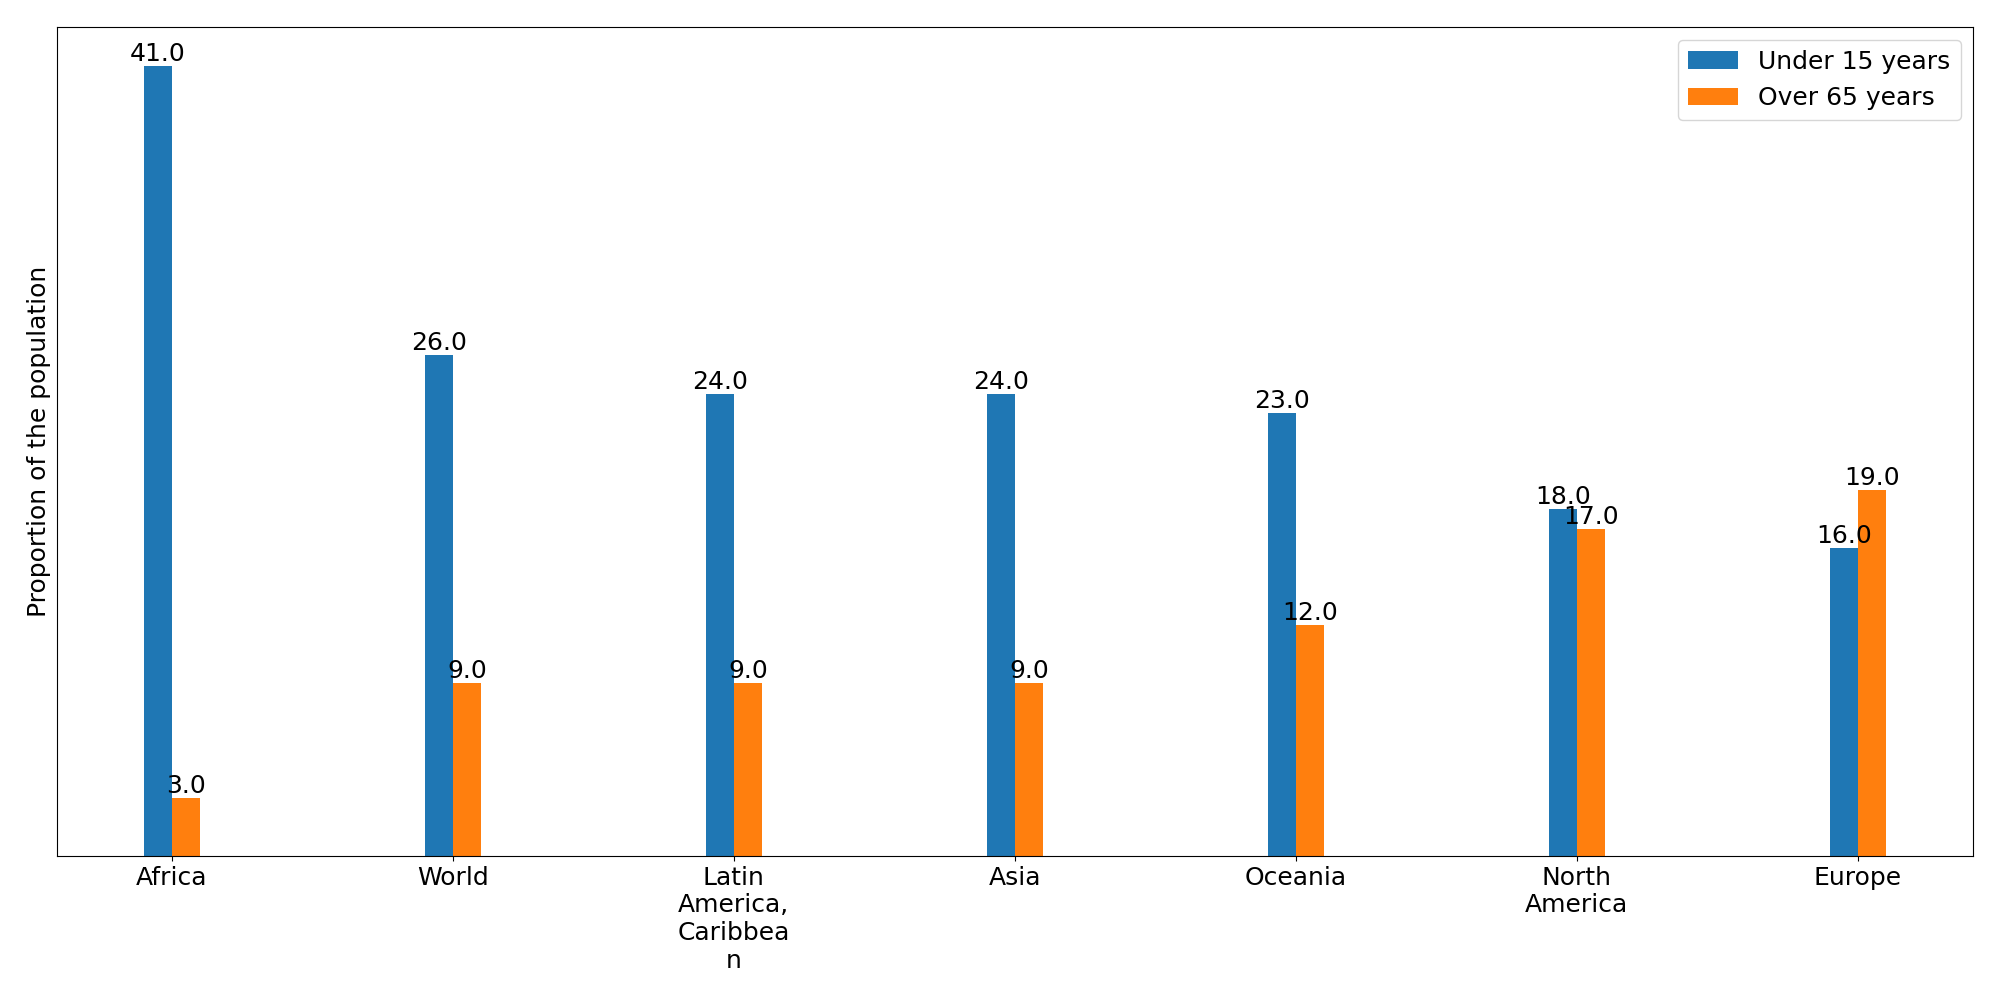 41.0
Under 15 years
Over 65 years
26.0
24.0
24.0
23.0
19.0
18.0
17.0
16.0
12.0
9.0
9.0
9.0
3.0
Proportion of the population
Africa
World
Latin
America,
Caribbea
n
Asia
Oceania
North
America
Europe